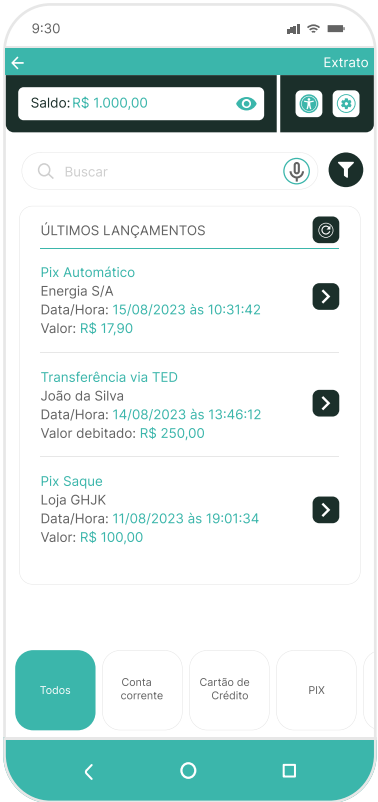 9:30
Extrato
Saldo: R$ 1.000,00
Buscar
ÚLTIMOS LANÇAMENTOS
Pix Automático
Energia S/A
Data/Hora: 15/08/2023 às 10:31:42
Valor: R$ 17,90
Transferência via TED
João da Silva
Data/Hora: 14/08/2023 às 13:46:12
Valor debitado: R$ 250,00
Pix Saque
Loja GHJK
Data/Hora: 11/08/2023 às 19:01:34
Valor: R$ 100,00
Todos
Conta
corrente
Cartão de
Crédito
PIX